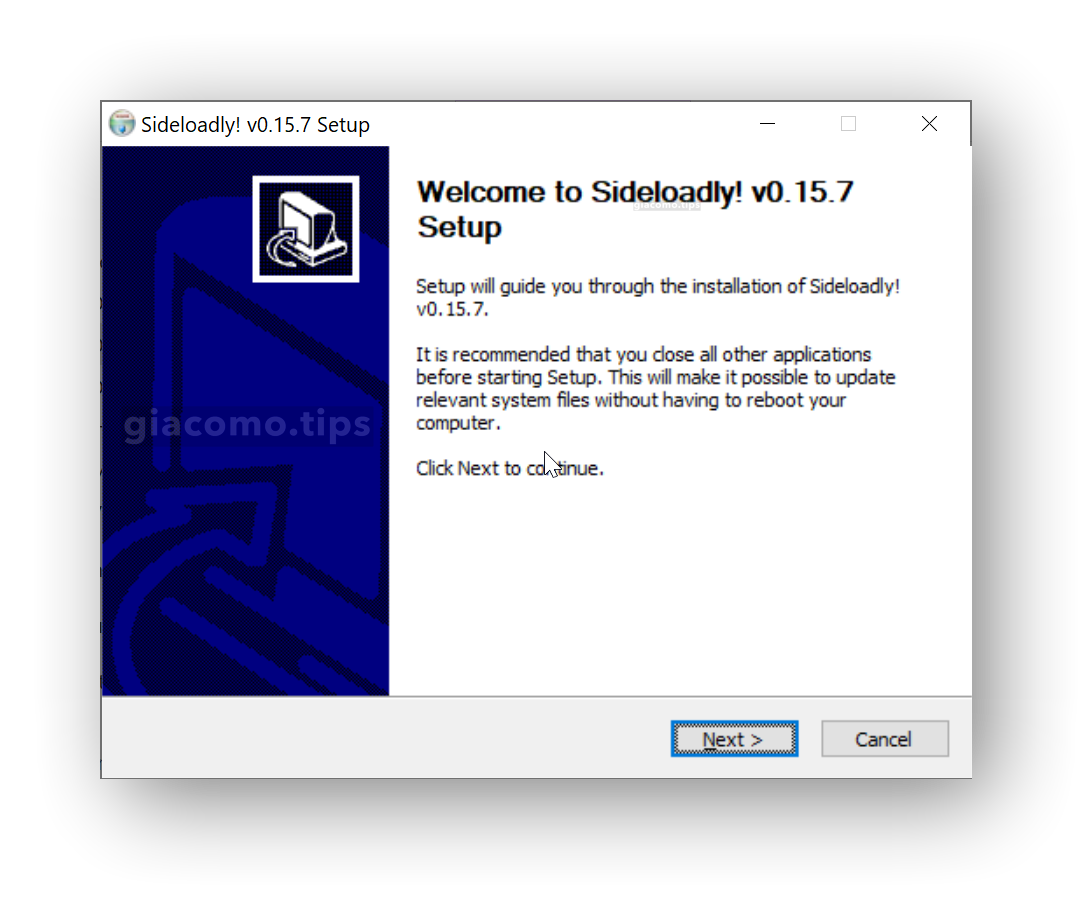 Sideloadly! v0.15.7 Setup
Welcome to Sideloadly! v0.15.7
giacomo.tips
Setup
Setup will guide you through the installation of Sideloadly!
v0.15.7.
It is recommended that you close all other applications
before starting Setup. This will make it possible to update
relevant system files without having to reboot your
computer.
giacomo.tips
Click Next to continue.
Next >
Cancel